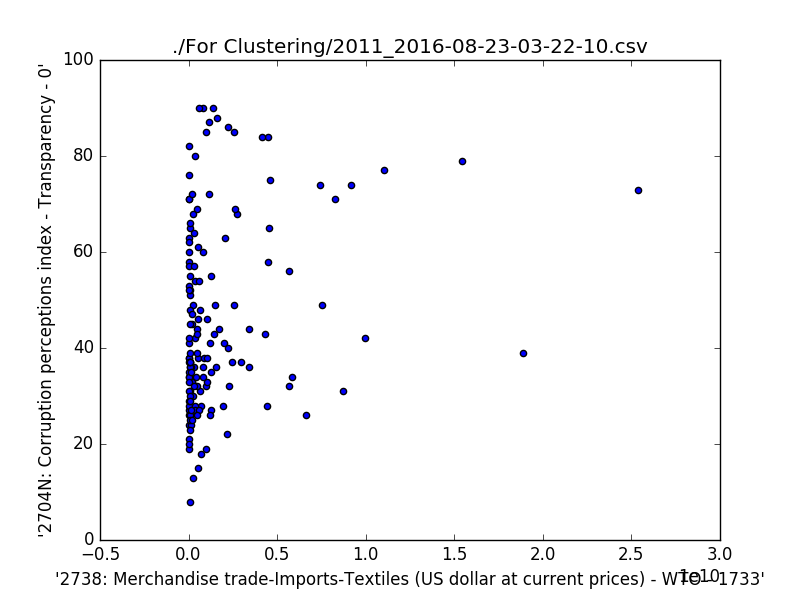 ./For Clustering/2011_2016-08-23-03-22-10.csv
100
80
60
40
20
0
'2704N: Corruption perceptions index - Transparency - 0'
−0.5 0.0 0.5 1.0 1.5 2.0 2.5 3.0
1e10
'2738: Merchandise trade-Imports-Textiles (US dollar at current prices) - WTO - 1733'